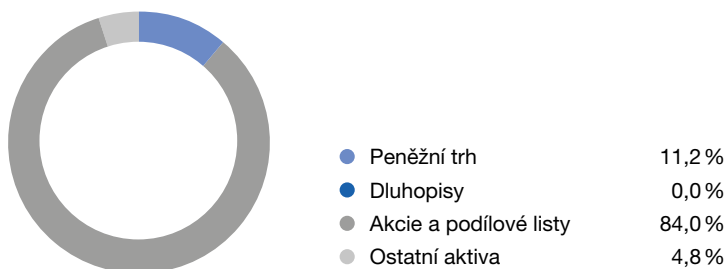 Peněžní trh 11,2 %
Dluhopisy 0,0 %
Akcie a podílové listy 84,0 %
Ostatní aktiva 4,8 %